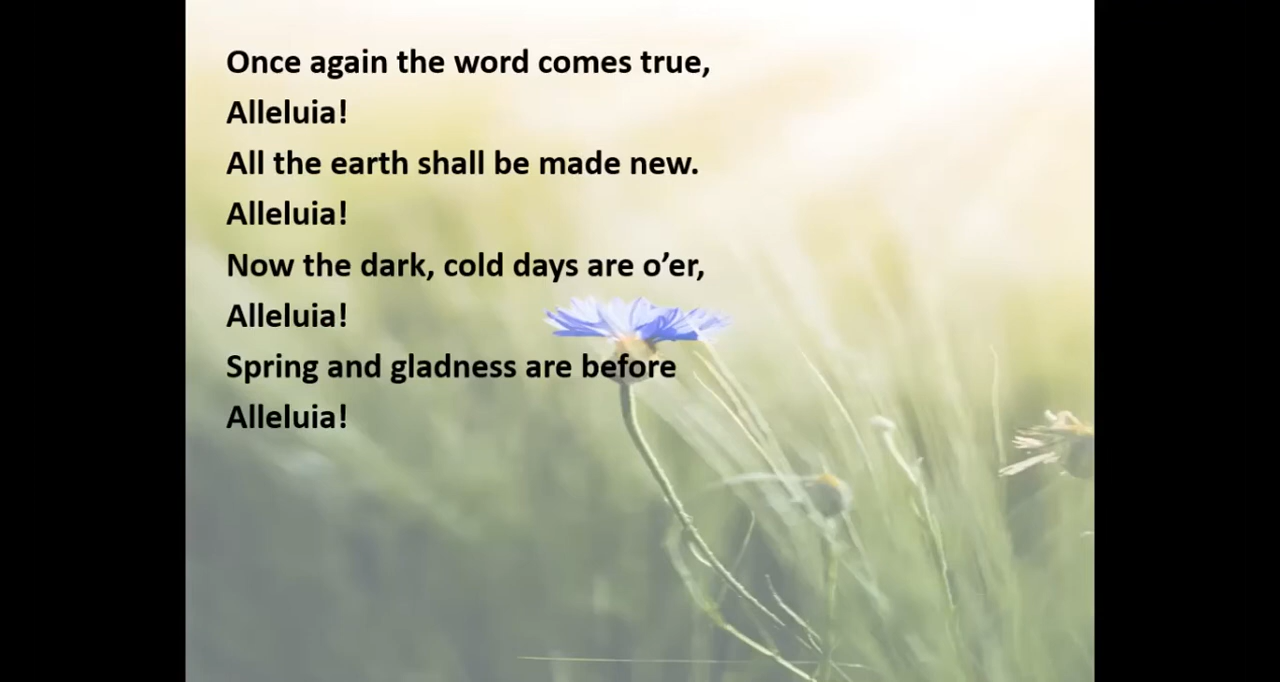 Once again the word comes true,
Alleluia!
All the earth shall be made new.
Alleluia!
Now the dark, cold days are o’er,
Alleluia!
Spring and gladness are before
Alleluia!